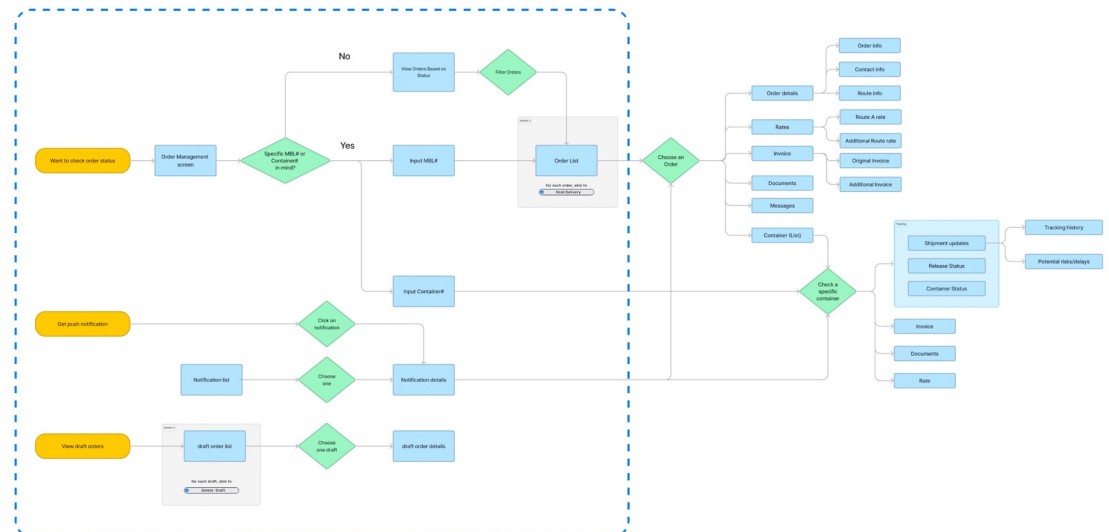 No
Yes
Want to check order status
Order Management
screen
Specific MBL# or
Container#
in mind?
View Orders Based on
Status
Filter Orders
Input MBL#
Order List
for each order, able to
Hold Delivery
Input Container#
Get push notification
Click on
notification
Notification list
Choose
one
Notification details
View draft orders
draft order list
for each draft, able to
Delete Draft
Choose
one draft
draft order details
Choose an
Order
Order details
Order info
Contact info
Route info
Rates
Route A rate
Additional Route rate
Invoice
Original Invoice
Additional Invoice
Documents
Messages
Container (List)
Check a
specific
container
Shipment updates
Release Status
Container Status
Tracking history
Potential risks/delays
Invoice
Documents
Rate